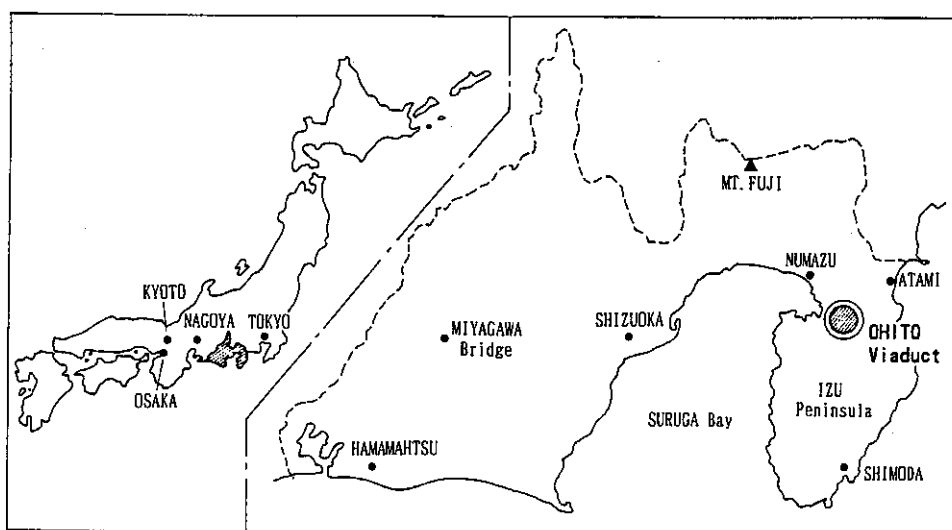 KYOTO
NAGOYA
TOKYO
OSAKA
MT. FUJI
NUMAZU
ATAMI
MIYAGAWA
Bridge
SHIZUOKA
OHITO
Viaduct
IZU
Peninsula
SURUGA Bay
HAMAMAHTSU
SHIMODA